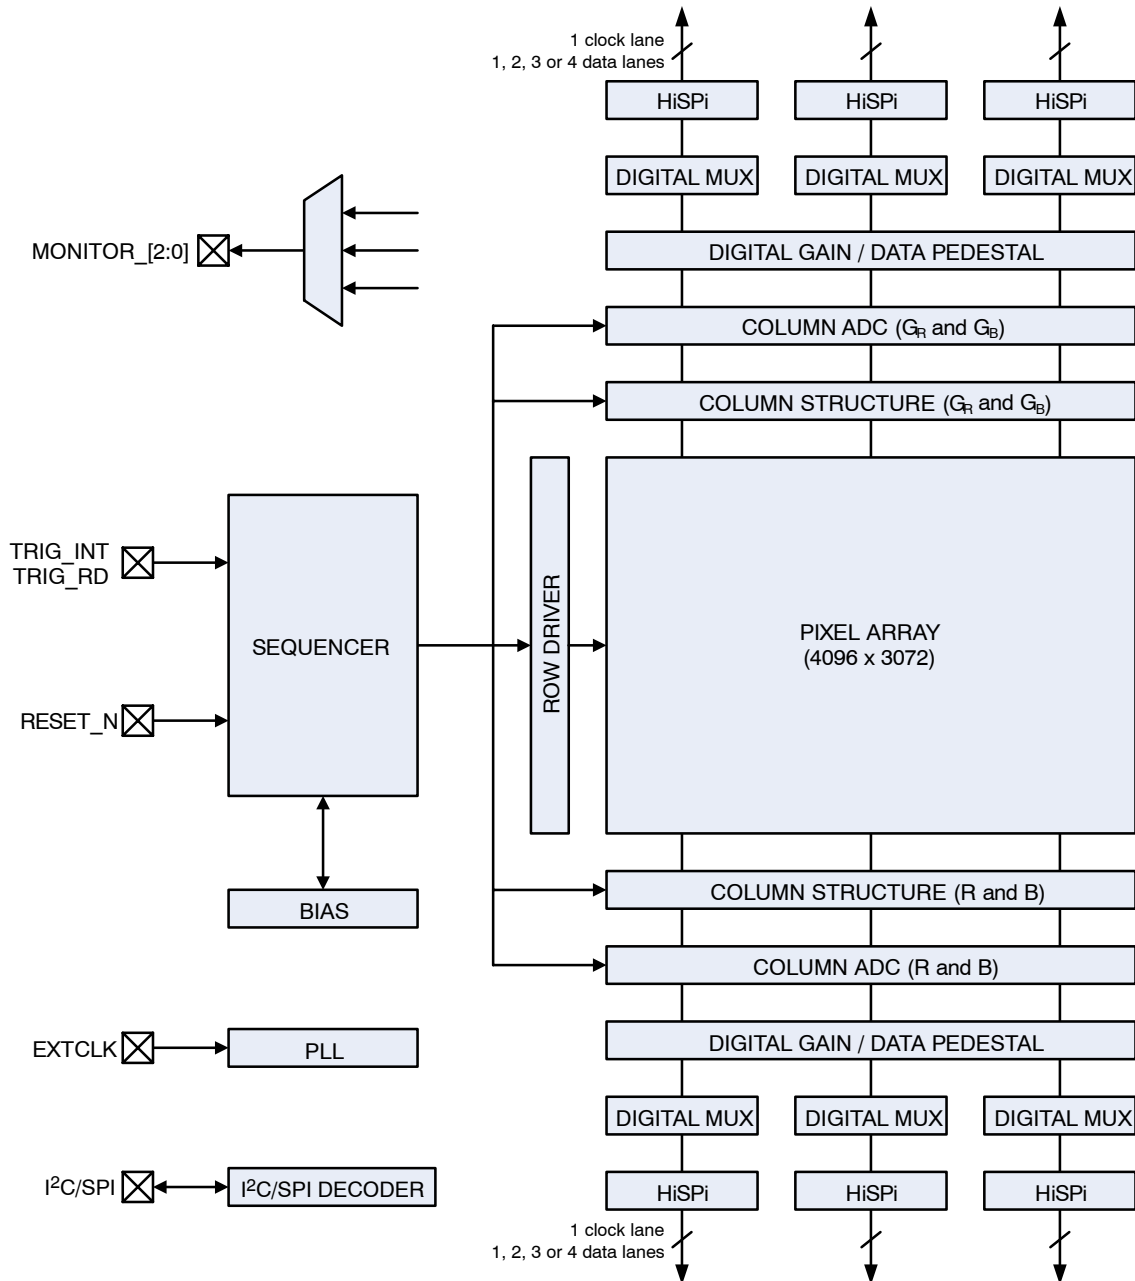 1 clock lane
1, 2, 3 or 4 data lanes
HiSPi HiSPi HiSPi
DIGITAL MUX DIGITAL MUX DIGITAL MUX
MONITOR_[2:0]
DIGITAL GAIN / DATA PEDESTAL
COLUMN ADC (GR and GB)
COLUMN STRUCTURE (GR and GB)
TRIG_INT
TRIG_RD
SEQUENCER
ROW DRIVER
PIXEL ARRAY
(4096 x 3072)
RESET_N
BIAS
COLUMN STRUCTURE (R and B)
COLUMN ADC (R and B)
EXTCLK
PLL
DIGITAL GAIN / DATA PEDESTAL
DIGITAL MUX DIGITAL MUX DIGITAL MUX
I²C/SPI
I²C/SPI DECODER
HiSPi HiSPi HiSPi
1 clock lane
1, 2, 3 or 4 data lanes